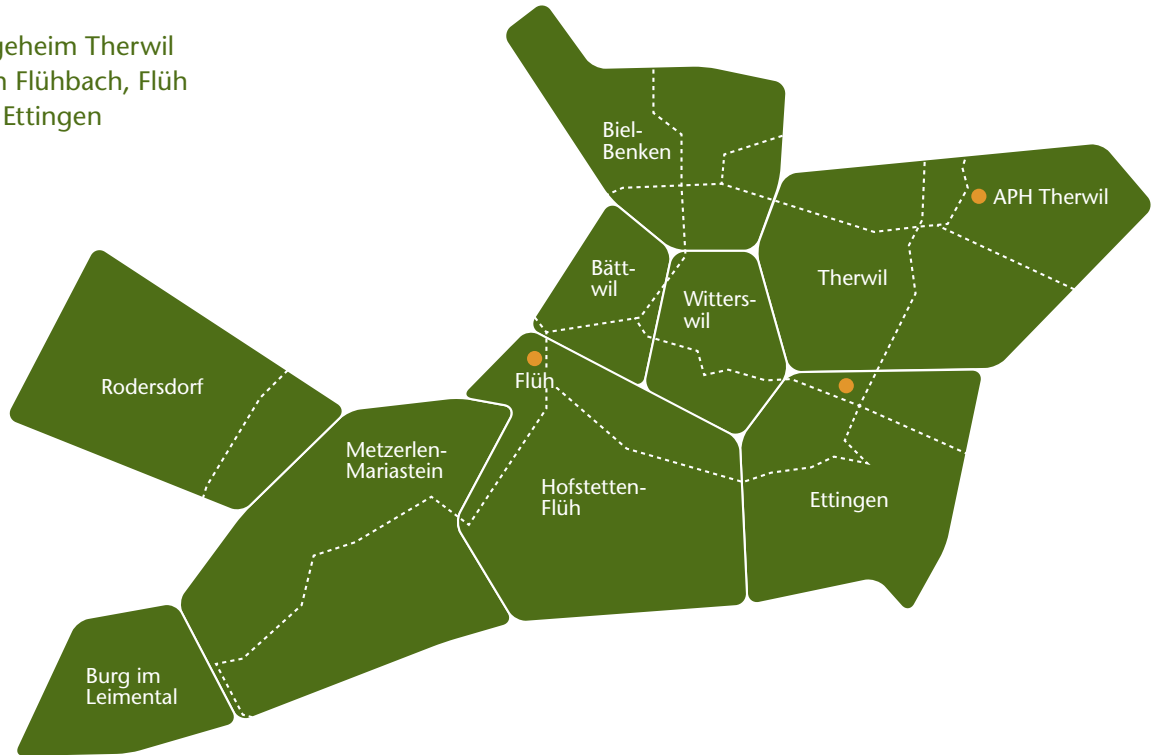 geheim Therwil
n Flühbach, Flüh
Ettingen
Biel-
Benken
APH Therwil
Bätt-
wil
Therwil
Witters-
wil
Flüh
Rodersdorf
Metzerlen-
Mariastein
Hofstetten-
Flüh
Ettingen
Burg im
Leimental